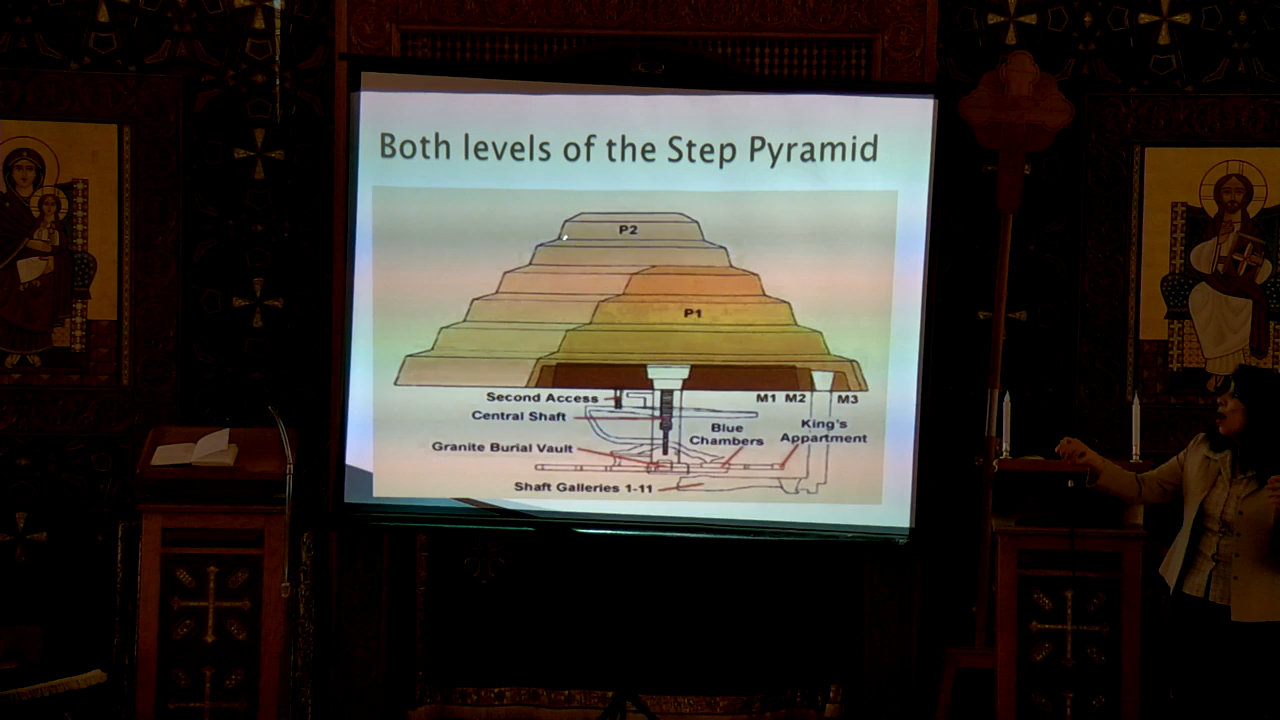 Both levels of the Step Pyramid
P2
P1
Second Access
M1 M2 M3
Central Shaft
Blue
Chambers
King's
Appartment
Granite Burial Vault
Shaft Galleries 1-11